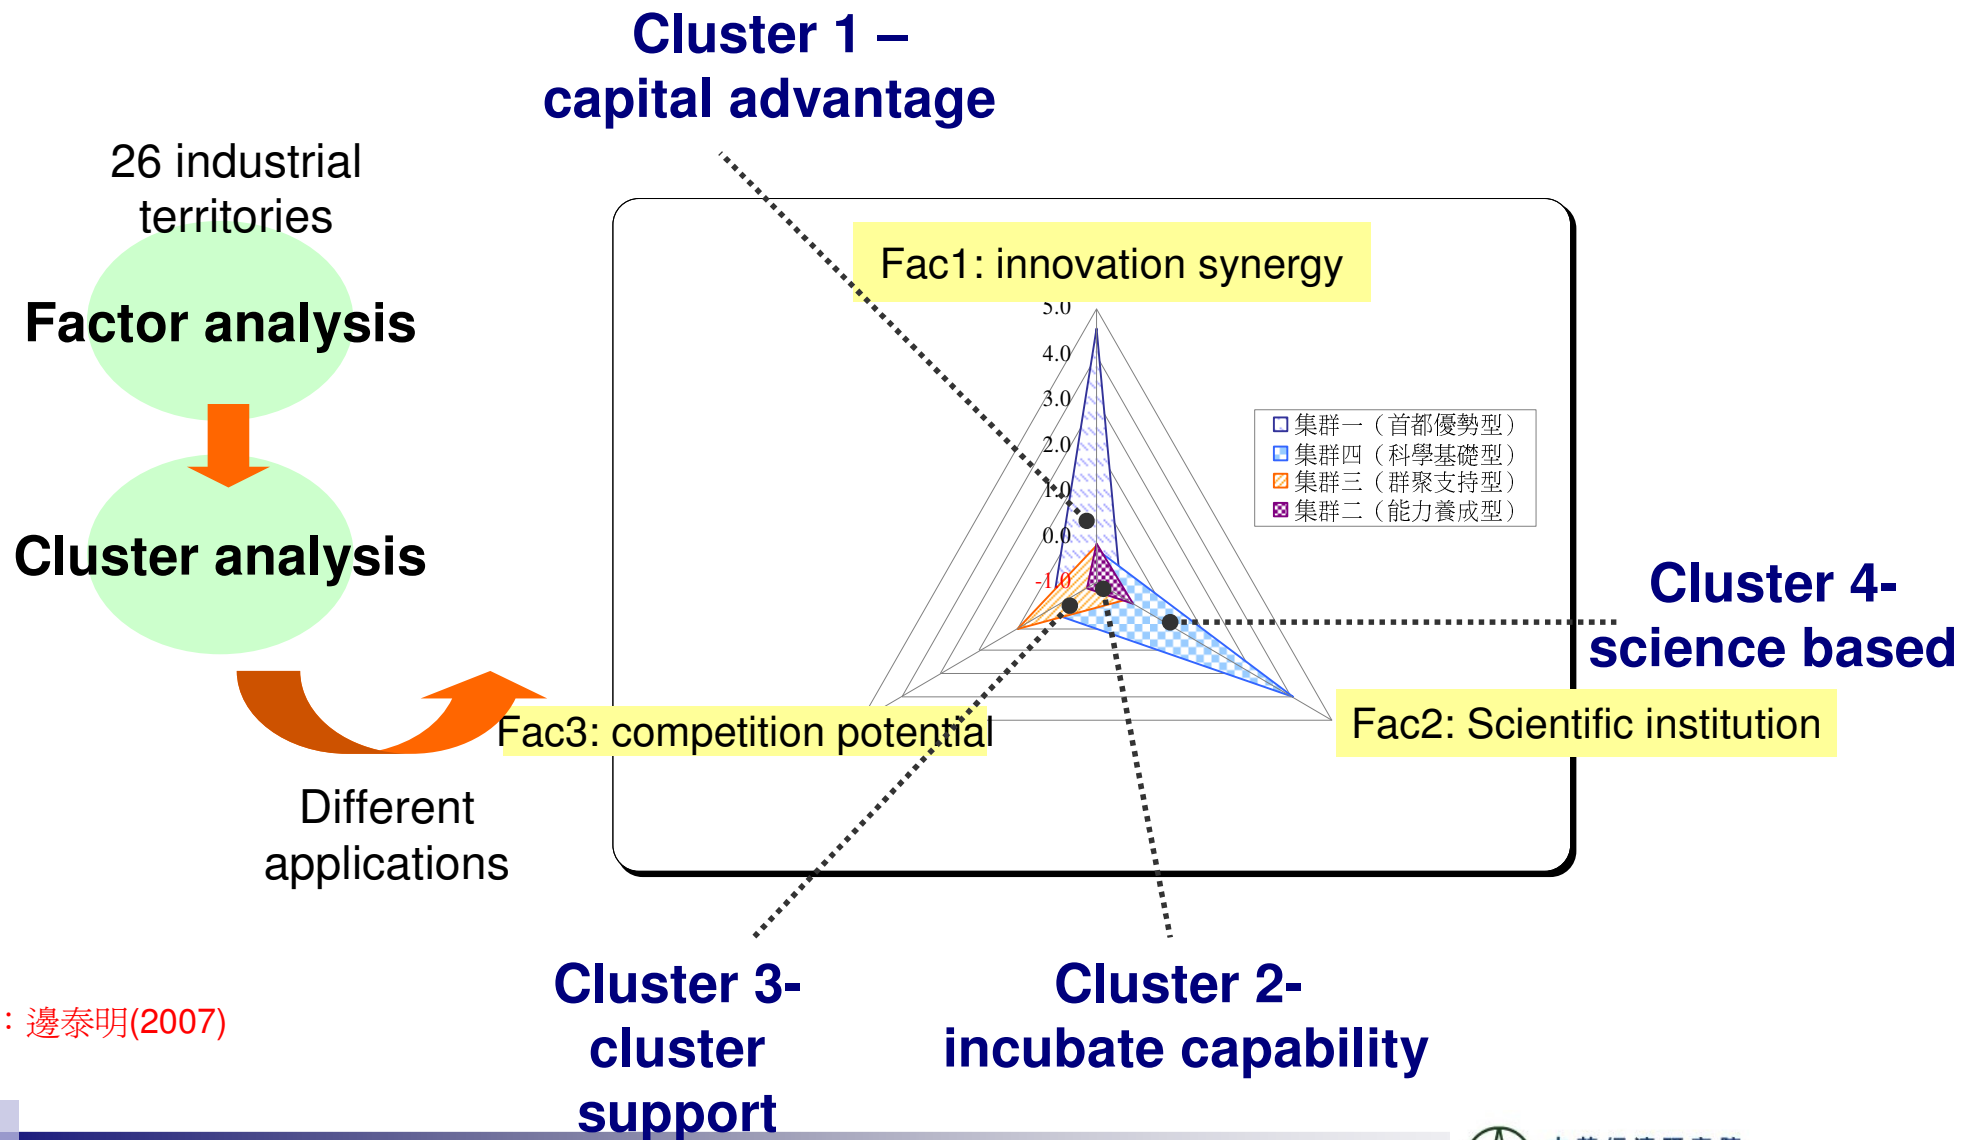 Cluster 1 –
capital advantage
26 industrial
territories
Factor analysis
Cluster analysis
Different
applications
Fac1: innovation synergy
5.0
4.0
3.0
2.0
1.0
0.0
-1.0
集群一（首都優勢型）
集群四（科學基礎型）
集群三（群聚支持型）
集群二（能力養成型）
Cluster 4-
science based
Fac3: competition potential
Fac2: Scientific institution
Cluster 3-
cluster
support
Cluster 2-
incubate capability
：邊泰明(2007)